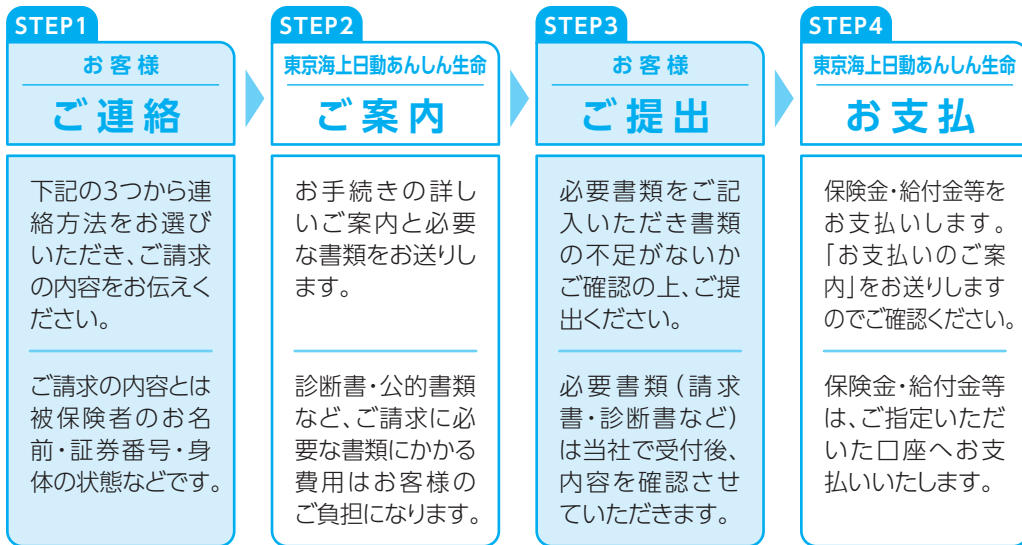 STEP1
お客様
ご連絡
下記の3つから連
絡方法をお選び
いただき、ご請求
の内容をお伝えく
ださい。
ご請求の内容とは
被保険者のお名
前・証券番号・身
体の状態などです。
STEP2
東京海上日動あんしん生命
ご案内
お手続きの詳し
いご案内と必要
な書類をお送りし
ます。
診断書・公的書類
など、ご請求に必
要な書類にかかる
費用はお客様の
ご負担になります。
STEP3
お客様
ご提出
必要書類をご記
入いただき書類
の不足がないか
ご確認の上、ご提
出ください。
必要書類（請求
書・診断書など）
は当社で受付後、
内容を確認させ
ていただきます。
STEP4
東京海上日動あんしん生命
お支払
保険金・給付金等を
お支払いします。
「お支払いのご案
内」をお送りします
のでご確認ください。
保険金・給付金等
は、ご指定いただ
いた口座へお支
払いいたします。